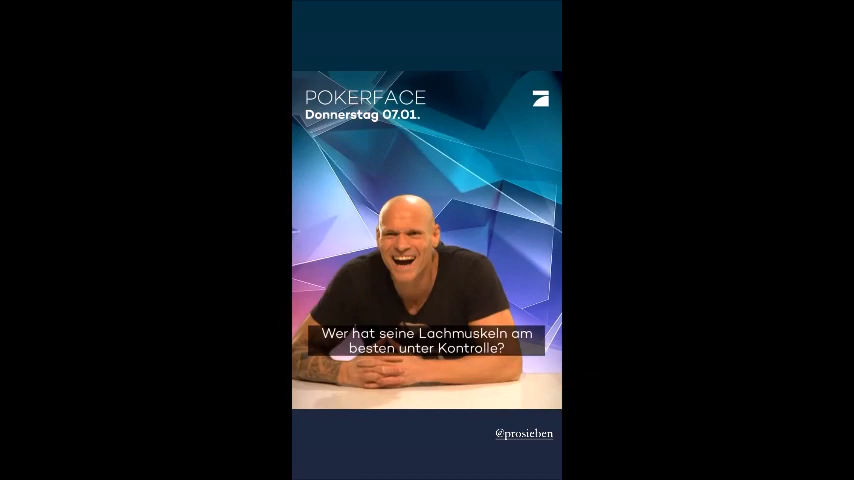 POKERFACE
Donnerstag 07.01.
Wer hat seine Lachmuskeln am
besten unter Kontrolle?
@prosieben